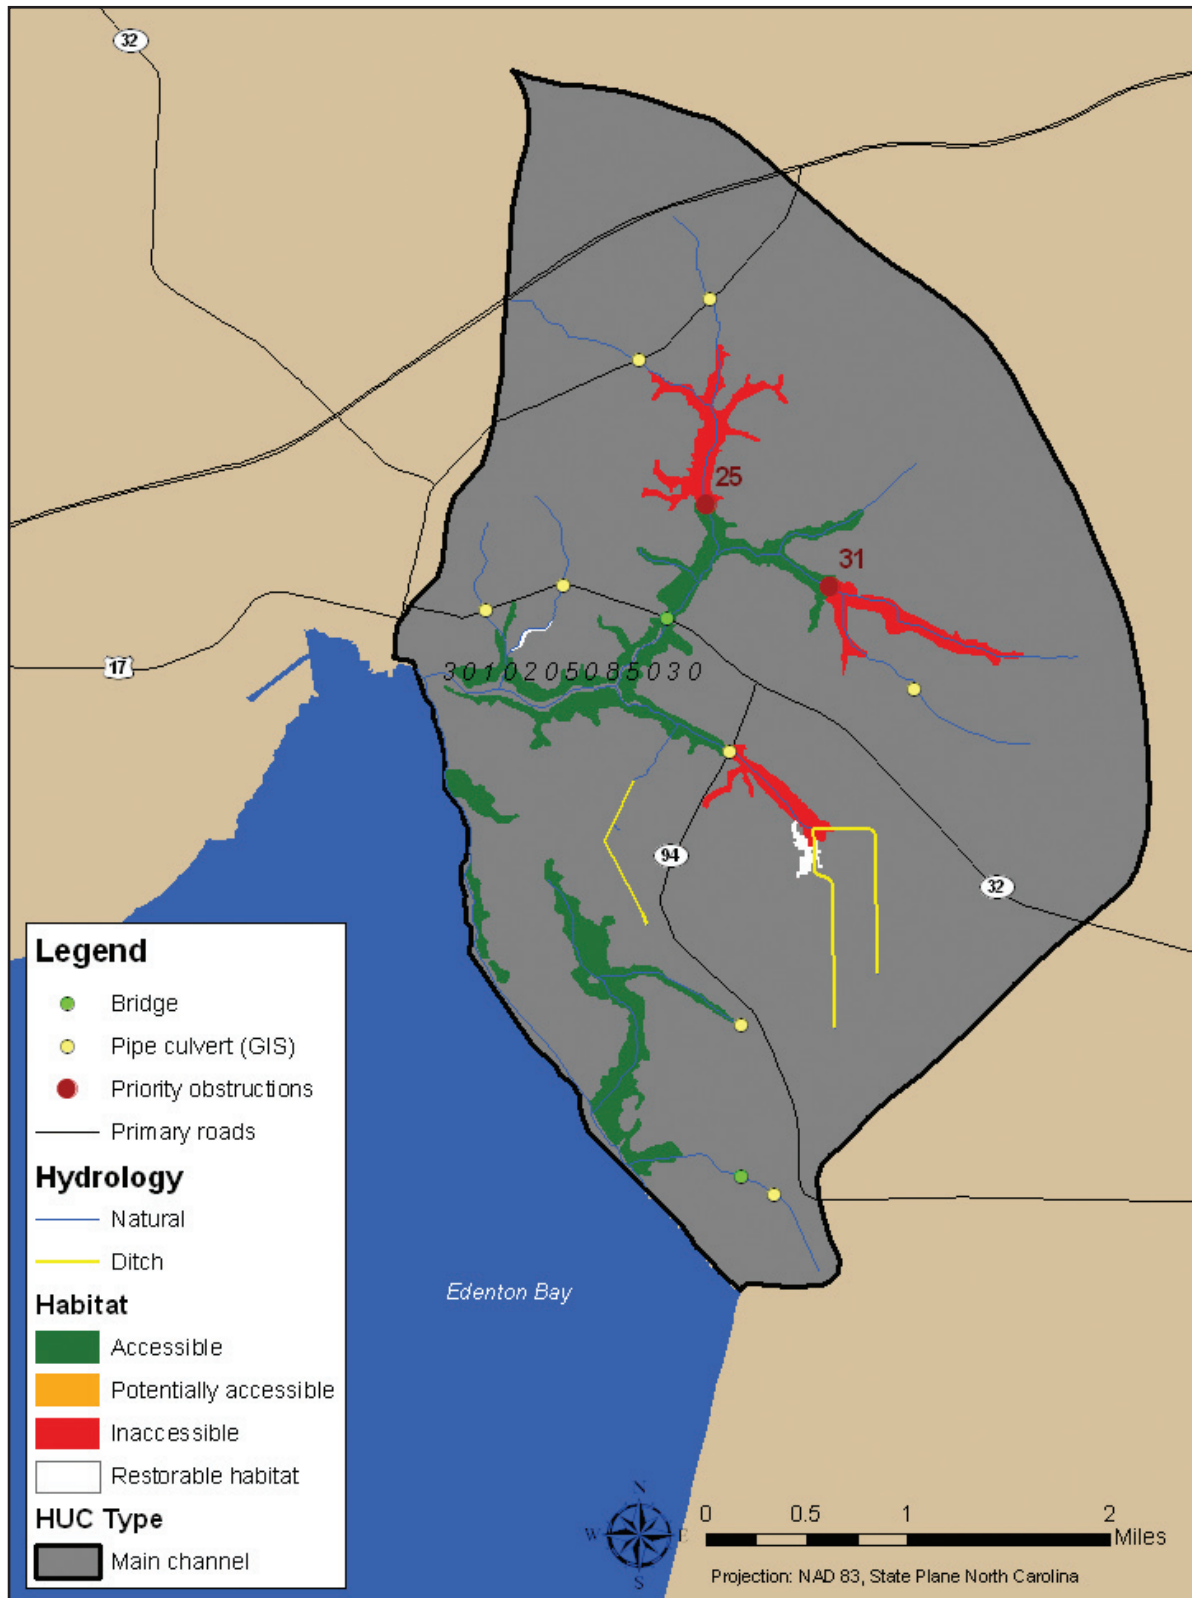 32
25
31
17
3010205085030
94
32
Legend
Bridge
Pipe culvert (GIS)
Priority obstructions
Primary roads
Hydrology
Natural
Ditch
Habitat
Accessible
Potentially accessible
Inaccessible
Restorable habitat
HUC Type
Main channel
Edenton Bay
N
W E
S
0 0.5 1 2
Miles
Projection: NAD 83, State Plane North Carolina